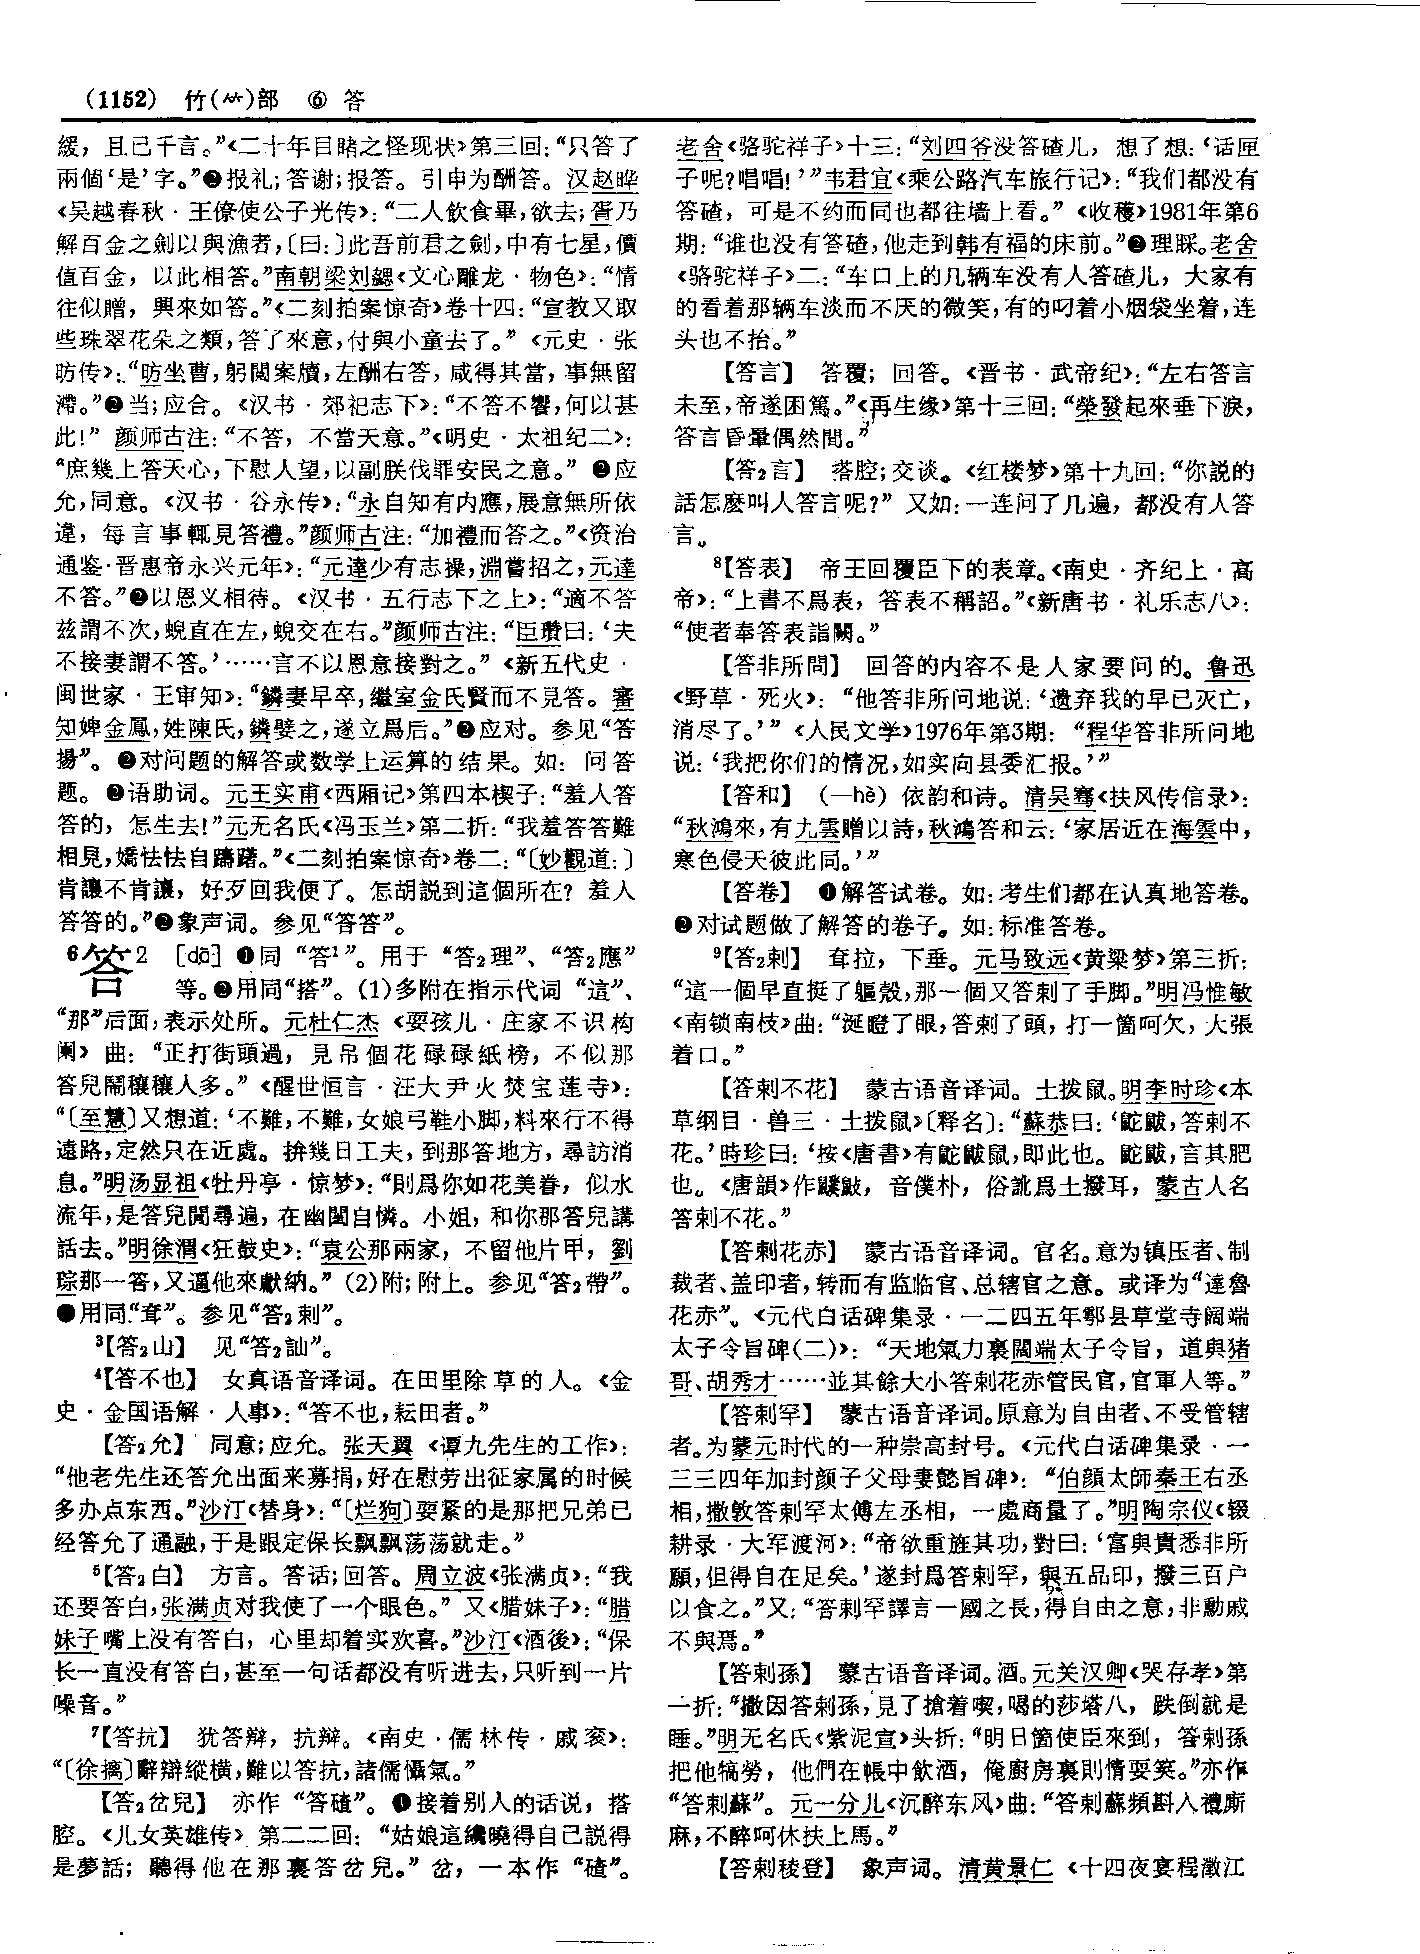 (1152) 竹(⺮)部 ⑥ 答
緩，且已千言。”《二十年目睹之怪现状》第三回：“只答了
兩個‘是’字。”❷报礼；答谢；报答。引申为酬答。汉赵晔
《吴越春秋·王僚使公子光传》：“二人飲食畢，欲去；胥乃
解百金之劍以與漁者，〔曰：〕此吾前君之劍，中有七星，價
值百金，以此相答。”南朝梁刘勰《文心雕龙·物色》：“情
往似贈，興來如答。”《二刻拍案惊奇》卷十四：“宣教又取
些珠翠花朵之類，答了來意，付與小童去了。”《元史·张
昉传》：“昉坐曹，躬閲案牘，左酬右答，咸得其當，事無留
滯。”❷当；应合。《汉书·郊祀志下》：“不答不饗，何以甚
此！”颜师古注：“不答，不當天意。”《明史·太祖纪二》：
“庶幾上答天心，下慰人望，以副朕伐罪安民之意。”❷应
允，同意。《汉书·谷永传》：“永自知有内應，展意無所依
違，每言事輒見答禮。”颜师古注：“加禮而答之。”《资治
通鉴·晋惠帝永兴元年》：“元達少有志操，淵嘗招之，元達
不答。”❷以恩义相待。《汉书·五行志下之上》：“適不答
兹謂不次，蜺直在左，蜺交在右。”颜师古注：“臣瓚曰：‘夫
不接妻謂不答。’……言不以恩意接對之。”《新五代史·
闽世家·王审知》：“鏻妻早卒，繼室金氏賢而不見答。審
知婢金鳳，姓陳氏，鏻嬖之，遂立爲后。”❷应对。参见“答
揚”。❷对问题的解答或数学上运算的结果。如：问答
题。❷语助词。元王实甫《西厢记》第四本楔子：“羞人答
答的，怎生去！”元无名氏《冯玉兰》第二折：“我羞答答難
相見，嬌怯怯自躊躇。”《二刻拍案惊奇》卷二：“〔妙觀道：〕
肯讓不肯讓，好歹回我便了。怎胡説到這個所在？羞人
答答的。”❷象声词。参见“答答”。
6答2 [dā] ❶同“答¹”。用于“答₂理”、“答₂應”
等。❷用同“搭”。(1)多附在指示代词“這”、
“那”后面，表示处所。元杜仁杰《耍孩儿·庄家不识构
阑》曲：“正打街頭過，見吊個花碌碌紙榜，不似那
答兒鬧穰穰人多。”《醒世恒言·汪大尹火焚宝莲寺》：
“〔至慧〕又想道：‘不難，不難，女娘弓鞋小脚，料來行不得
遠路，定然只在近處。拚幾日工夫，到那答地方，尋訪消
息。”明汤显祖《牡丹亭·惊梦》：“則爲你如花美眷，似水
流年，是答兒閒尋遍，在幽閨自憐。小姐，和你那答兒講
話去。”明徐渭《狂鼓史》：“袁公那兩家，不留他片甲，劉
琮那一答，又逼他來獻納。”(2)附；附上。参见“答₂帶”。
●用同“耷”。参见“答₂剌”。
³【答₂山】 见“答₂訕”。
⁴【答不也】 女真语音译词。在田里除草的人。《金
史·金国语解·人事》：“答不也，耘田者。”
【答₂允】 同意；应允。张天翼《谭九先生的工作》：
“他老先生还答允出面来募捐，好在慰劳出征家属的时候
多办点东西。”沙汀《替身》：“〔烂狗〕耍紧的是那把兄弟已
经答允了通融，于是跟定保长飘飘荡荡就走。”
⁵【答₂白】 方言。答话；回答。周立波《张满贞》：“我
还要答白，张满贞对我使了一个眼色。”又《腊妹子》：“腊
妹子嘴上没有答白，心里却着实欢喜。”沙汀《酒後》：“保
长一直没有答白，甚至一句话都没有听进去，只听到一片
噪音。”
⁷【答抗】 犹答辩，抗辩。《南史·儒林传·戚衮》：
“〔徐摛〕辭辯縱横，難以答抗，諸儒懾氣。”
【答₂岔兒】 亦作“答碴”。❶接着别人的话说，搭
腔。《儿女英雄传》第二二回：“姑娘這纔曉得自己説得
是夢話；聽得他在那裏答岔兒。”岔，一本作“碴”。
老舍《骆驼祥子》十三：“刘四爷没答碴儿，想了想：‘话匣
子呢？唱唱！’”韦君宜《乘公路汽车旅行记》：“我们都没有
答碴，可是不约而同也都往墙上看。”《收穫》1981年第6
期：“谁也没有答碴，他走到韩有福的床前。”❷理睬。老舍
《骆驼祥子》二：“车口上的几辆车没有人答碴儿，大家有
的看着那辆车淡而不厌的微笑，有的叼着小烟袋坐着，连
头也不抬。”
【答言】 答覆；回答。《晋书·武帝纪》：“左右答言
未至，帝遂困篤。”《再生缘》第十三回：“榮發起來垂下淚，
答言昏暈偶然間。”
【答₂言】 搭腔；交谈。《红楼梦》第十九回：“你説的
話怎麽叫人答言呢？”又如：一连问了几遍，都没有人答
言。
⁸【答表】 帝王回覆臣下的表章。《南史·齐纪上·高
帝》：“上書不爲表，答表不稱詔。”《新唐书·礼乐志八》：
“使者奉答表詣闕。”
【答非所問】 回答的内容不是人家要问的。鲁迅
《野草·死火》：“他答非所问地说：‘遗弃我的早已灭亡，
消尽了。’”《人民文学》1976年第3期：“程华答非所问地
说：‘我把你们的情况，如实向县委汇报。’”
【答和】 (—hè) 依韵和诗。清吴骞《扶风传信录》：
“秋鴻來，有九雲贈以詩，秋鴻答和云：‘家居近在海雲中，
寒色侵天彼此同。’”
【答卷】 ❶解答试卷。如：考生们都在认真地答卷。
❷对试题做了解答的卷子。如：标准答卷。
⁹【答₂剌】 耷拉，下垂。元马致远《黄粱梦》第三折：
“這一個早直挺了軀殼，那一個又答剌了手脚。”明冯惟敏
《南锁南枝》曲：“涎瞪了眼，答剌了頭，打一箇呵欠，大張
着口。”
【答剌不花】 蒙古语音译词。土拨鼠。明李时珍《本
草纲目·兽三·土拨鼠》〔释名〕：“蘇恭曰：‘鼧鼥，答剌不
花。’時珍曰：‘按《唐書》有鼧鼥鼠，即此也。鼧鼥，言其肥
也。《唐韻》作鼣鼥，音僕朴，俗訛爲土撥耳，蒙古人名
答剌不花。”
【答剌花赤】 蒙古语音译词。官名。意为镇压者、制
裁者、盖印者，转而有监临官、总辖官之意。或译为“達魯
花赤”。《元代白话碑集录·一二四五年鄠县草堂寺阔端
太子令旨碑（二）》：“天地氣力裏闊端太子令旨，道與猪
哥、胡秀才……並其餘大小答剌花赤管民官，官軍人等。”
【答剌罕】 蒙古语音译词。原意为自由者、不受管辖
者。为蒙元时代的一种崇高封号。《元代白话碑集录·一
三三四年加封颜子父母妻懿旨碑》：“伯顔太師秦王右丞
相，撒敦答剌罕太傅左丞相，一處商量了。”明陶宗仪《辍
耕录·大军渡河》：“帝欲重旌其功，對曰：‘富與貴悉非所
願，但得自在足矣。’遂封爲答剌罕，與五品印，撥三百户
以食之。”又：“答剌罕譯言一國之長，得自由之意，非勳戚
不與焉。”
【答剌孫】 蒙古语音译词。酒。元关汉卿《哭存孝》第
一折：“撒因答剌孫，見了搶着喫，喝的莎塔八，跌倒就是
睡。”明无名氏《紫泥宣》头折：“明日箇使臣來到，答剌孫
把他犒勞，他們在帳中飲酒，俺廚房裏則情耍笑。”亦作
“答剌蘇”。元一分儿《沉醉东风》曲：“答剌蘇頻斟入禮厮
麻，不醉呵休扶上馬。”
【答剌稜登】 象声词。清黄景仁《十四夜宴程澂江